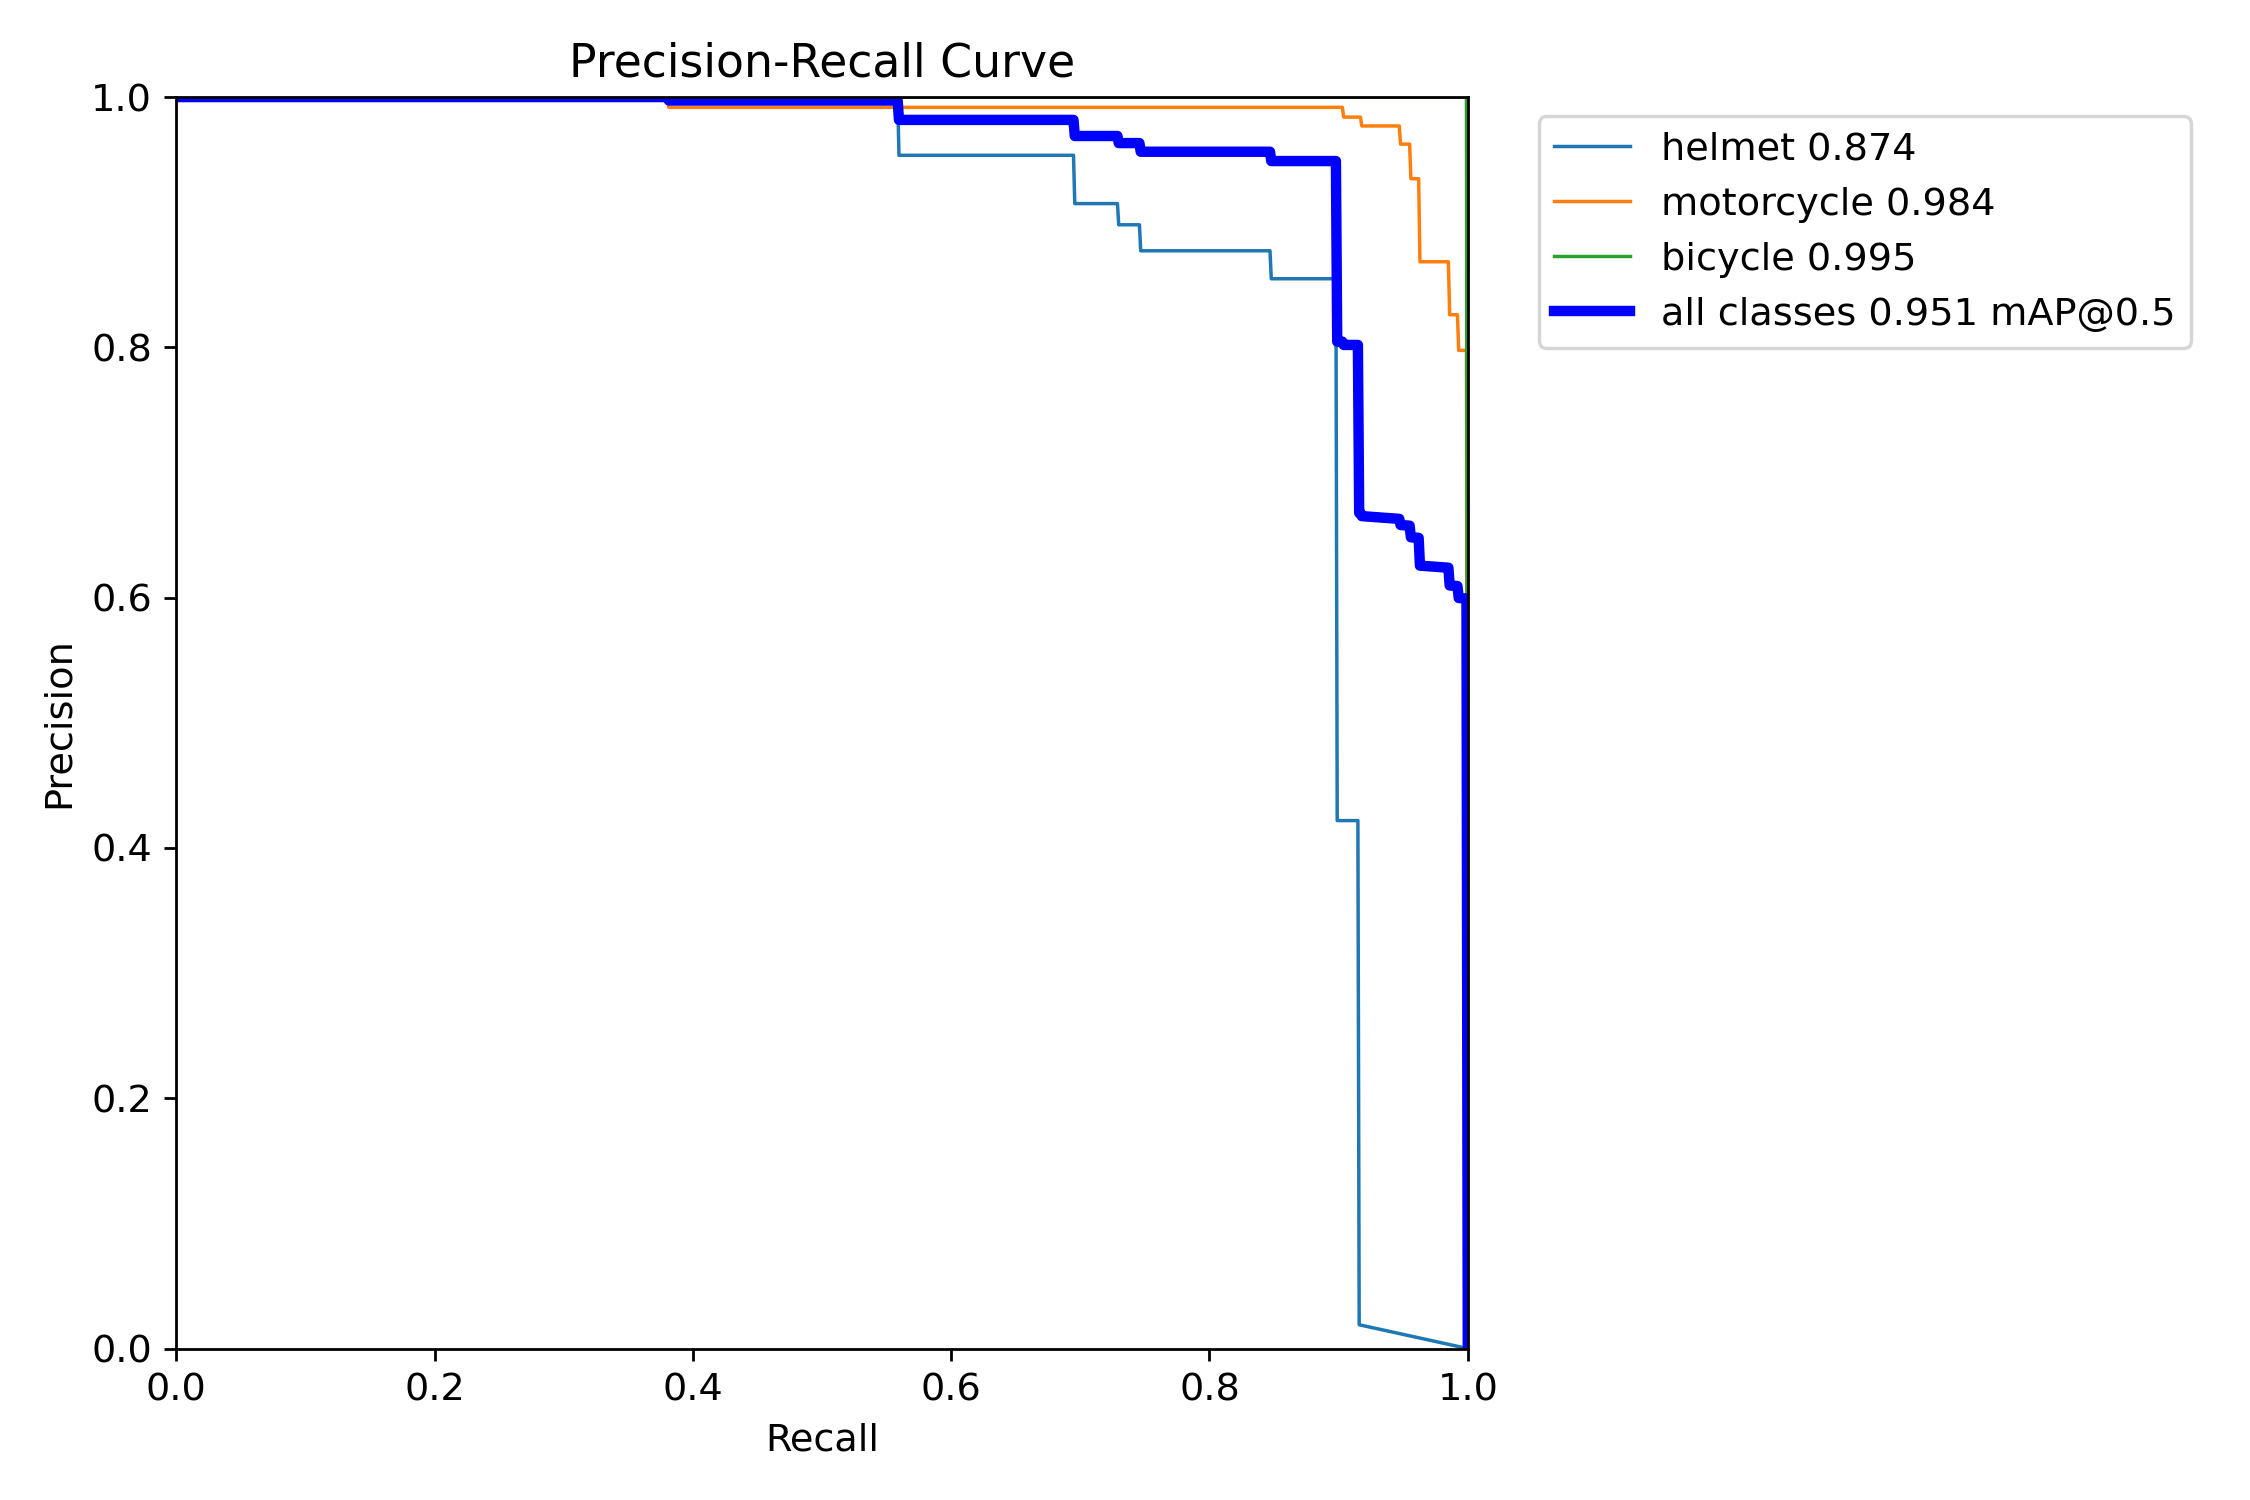 Precision-Recall Curve
1.0
0.8
0.6
0.4
0.2
0.0
Precision
0.0 0.2 0.4 0.6 0.8 1.0
Recall
helmet 0.874
motorcycle 0.984
bicycle 0.995
all classes 0.951 mAP@0.5